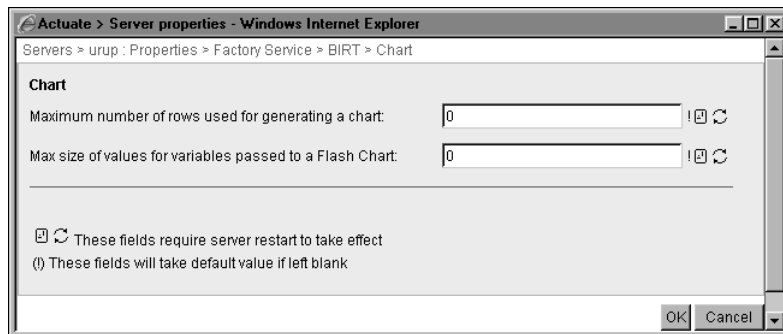 Actuate > Server properties - Windows Internet Explorer
Servers > urup : Properties > Factory Service > BIRT > Chart
Chart
Maximum number of rows used for generating a chart: 0 !
Max size of values for variables passed to a Flash Chart: 0 !
These fields require server restart to take effect
(!) These fields will take default value if left blank
OK Cancel